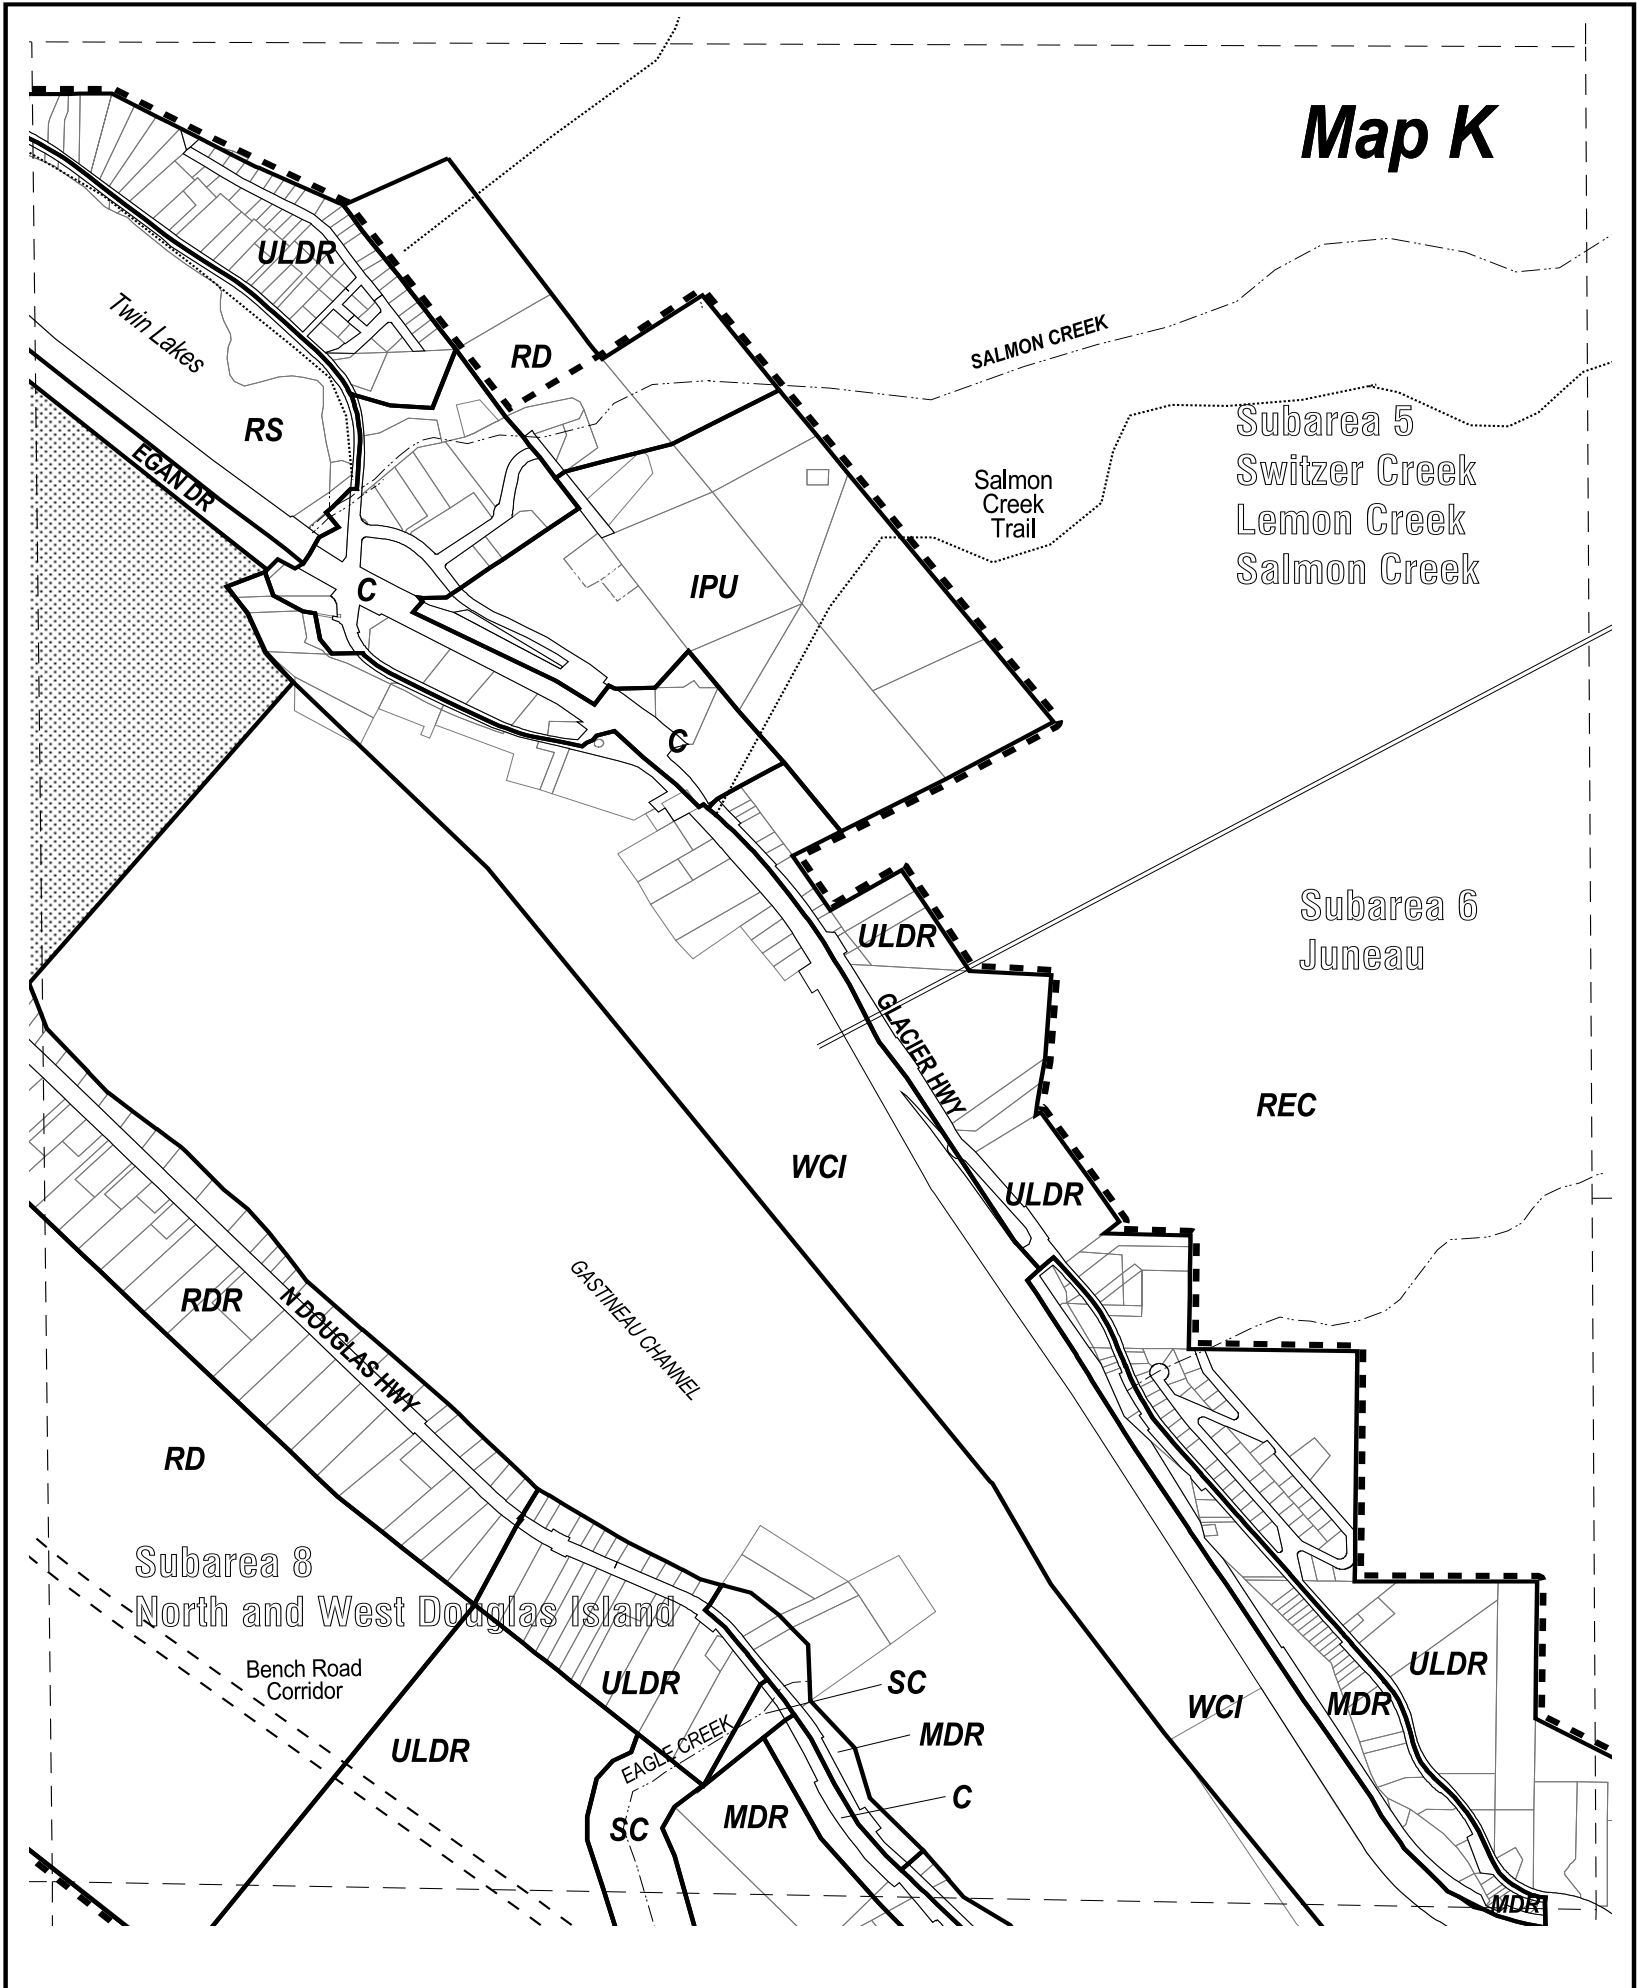 Map K
ULDR
Twin Lakes
RD
SALMON CREEK
RS
EGAN DR
Subarea 5
Switzer Creek
Lemon Creek
Salmon Creek
Salmon
Creek
Trail
C
IPU
C
Subarea 6
Juneau
ULDR
GLACIER HWY
REC
WCI
ULDR
RDR
N DOUGLAS HWY
GASTINEAU CHANNEL
RD
Subarea 8
North and West Douglas Island
Bench Road
Corridor
ULDR
SC
ULDR
WCI
MDR
EAGLE CREEK
MDR
ULDR
C
MDR
SC
MDR